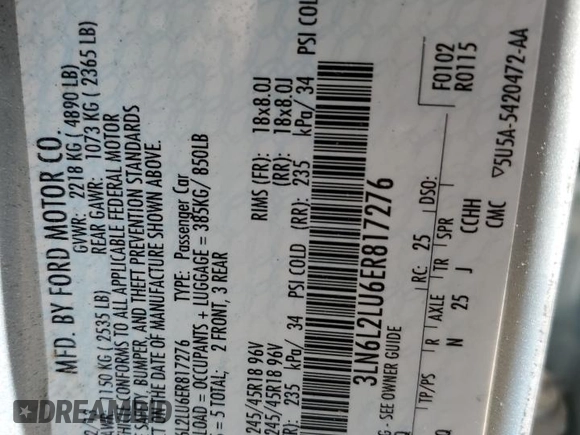 MFD. BY FORD MOTOR CO.
GVWR: 2218 KG ( 4890 LB)
1150 KG ( 2535 LB) REAR GAWR: 1073 KG ( 2365 LB)
CONFORMS TO ALL APPLICABLE FEDERAL MOTOR
SAFETY, BUMPER, AND THEFT PREVENTION STANDARDS
THE DATE OF MANUFACTURE SHOWN ABOVE.
6L2LU6ER817276 TYPE: Passenger Car
LOAD = OCCUPANTS + LUGGAGE = 385KG/ 850LB
= 5 TOTAL; 2 FRONT, 3 REAR
245/45R18 96V RIMS (FR): 18x8.0J
245/45R18 96V (RR): 18x8.0J
235 kPa/ 34 PSI COLD (RR): 235 kPa/ 34 PSI COLD
3LN6L2LU6ER817276
- SEE OWNER GUIDE
F0102
R0115
RC: 25 DSO:
TP/PS R AXLE TR SPR
N 25 J CCHH
CMC
▽5U5A-5420472-AA
DREAMBID